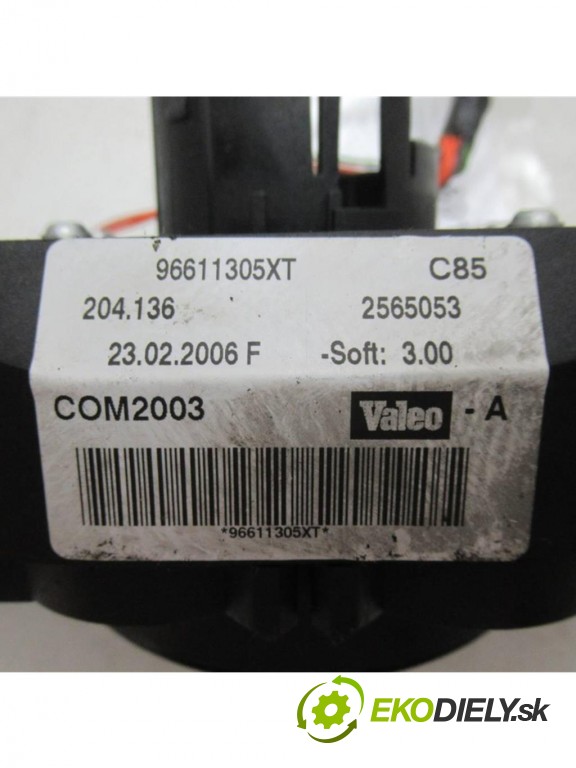 96611305XT C85
204.136 2565053
23.02.2006 F -Soft: 3.00
COM2003 Valeo - A
*96611305XT*
EKODIELY.sk